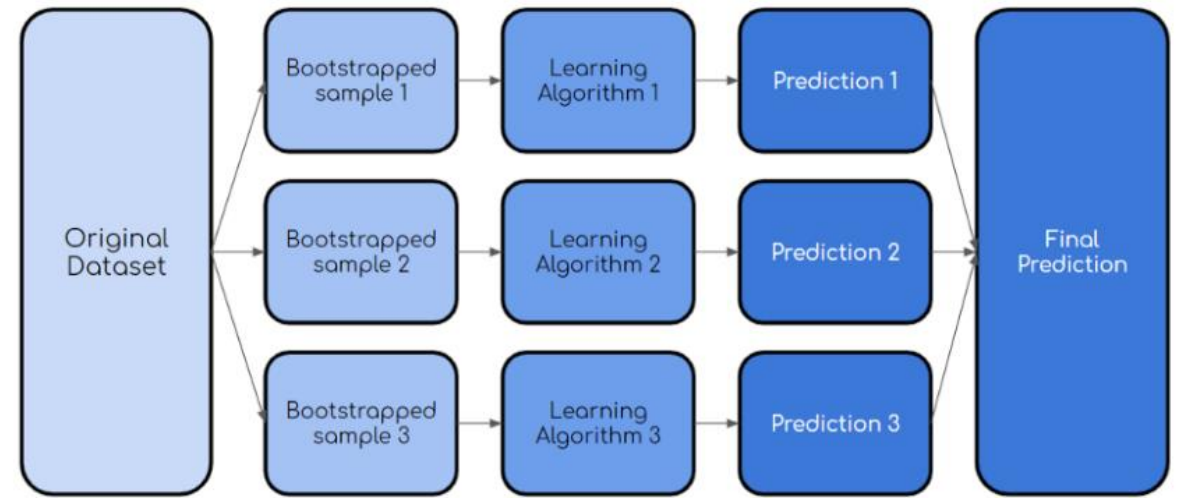 Original
Dataset
Bootstrapped
sample 1
Learning
Algorithm 1
Prediction 1
Bootstrapped
sample 2
Learning
Algorithm 2
Prediction 2
Bootstrapped
sample 3
Learning
Algorithm 3
Prediction 3
Final
Prediction